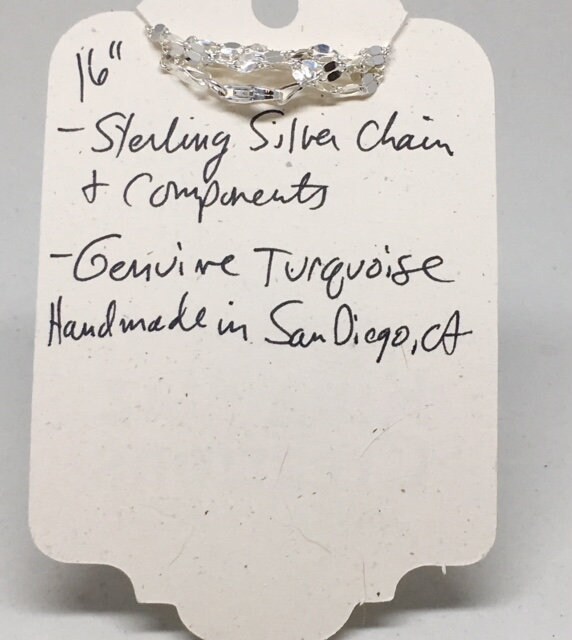 16"
- Sterling Silver Chain
+ Components
- Genuine Turquoise
Handmade in San Diego, CA